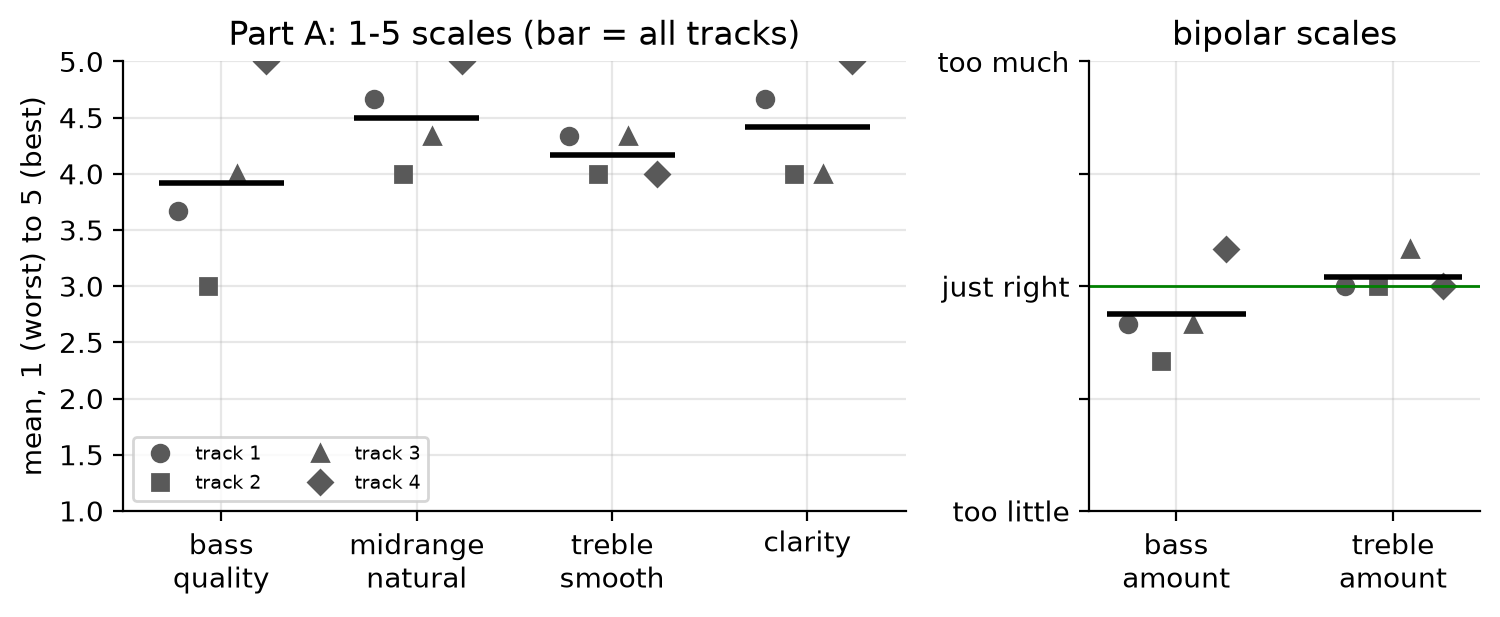 Part A: 1-5 scales (bar = all tracks)
mean, 1 (worst) to 5 (best)
5.0
4.5
4.0
3.5
3.0
2.5
2.0
1.5
1.0
track 1
track 2
track 3
track 4
bass
quality
midrange
natural
treble
smooth
clarity
bipolar scales
too much
just right
too little
bass
amount
treble
amount